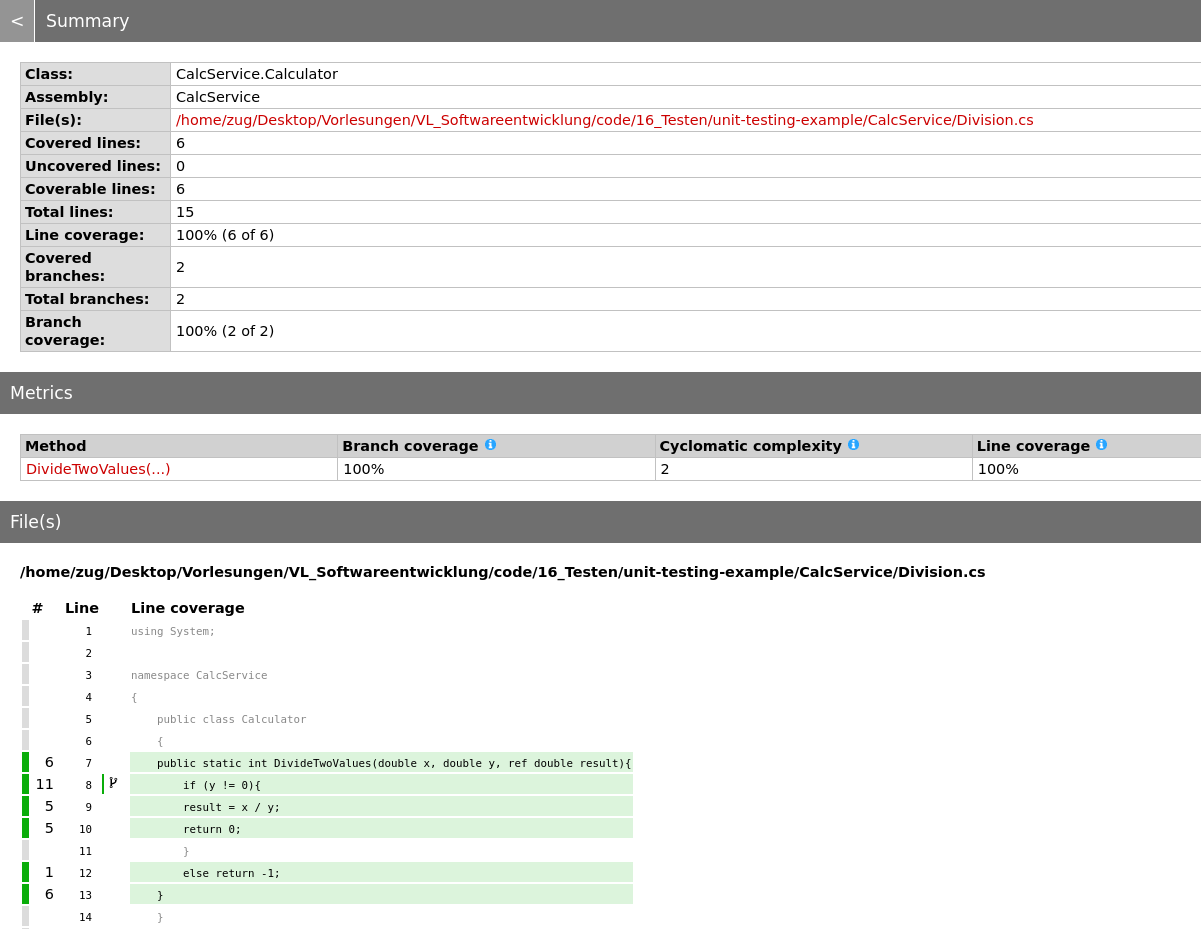 < Summary
Class: CalcService.Calculator
Assembly: CalcService
File(s): /home/zug/Desktop/Vorlesungen/VL_Softwareentwicklung/code/16_Testen/unit-testing-example/CalcService/Division.cs
Covered lines: 6
Uncovered lines: 0
Coverable lines: 6
Total lines: 15
Line coverage: 100% (6 of 6)
Covered branches: 2
Total branches: 2
Branch coverage: 100% (2 of 2)
Metrics
Method Branch coverage Cyclomatic complexity Line coverage
DivideTwoValues(...) 100% 2 100%
File(s)
/home/zug/Desktop/Vorlesungen/VL_Softwareentwicklung/code/16_Testen/unit-testing-example/CalcService/Division.cs
# Line Line coverage
1 using System;
2
3 namespace CalcService
4 {
5 public class Calculator
6 {
6 7 public static int DivideTwoValues(double x, double y, ref double result){
11 8 if (y != 0){
5 9 result = x / y;
5 10 return 0;
11 }
1 12 else return -1;
6 13 }
14 }